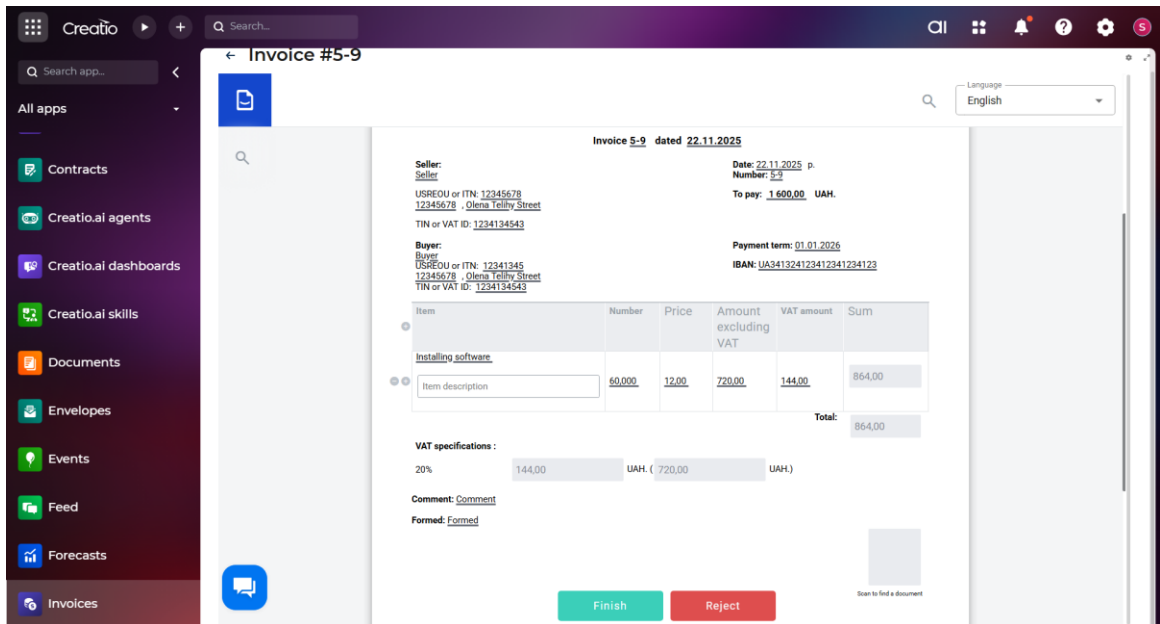 Creatio
Search...
ai
S
Search app...
All apps
Contracts
Creatio.ai agents
Creatio.ai dashboards
Creatio.ai skills
Documents
Envelopes
Events
Feed
Forecasts
Invoices
← Invoice #5-9
Language
English
Invoice 5-9 dated 22.11.2025
Seller:
Seller
Date: 22.11.2025 p.
Number: 5-9
USREOU or ITN: 12345678
12345678 , Olena Telihy Street
To pay: 1 600,00 UAH.
TIN or VAT ID: 1234134543
Buyer:
Buyer
USREOU or ITN: 12341345
12345678 , Olena Telihy Street
TIN or VAT ID: 1234134543
Payment term: 01.01.2026
IBAN: UA341324123412341234123
Item Number Price Amount excluding VAT VAT amount Sum
Installing software
Item description 60,000 12,00 720,00 144,00 864,00
Total: 864,00
VAT specifications :
20% 144,00 UAH. ( 720,00 UAH.)
Comment: Comment
Formed: Formed
Scan to find a document
Finish Reject